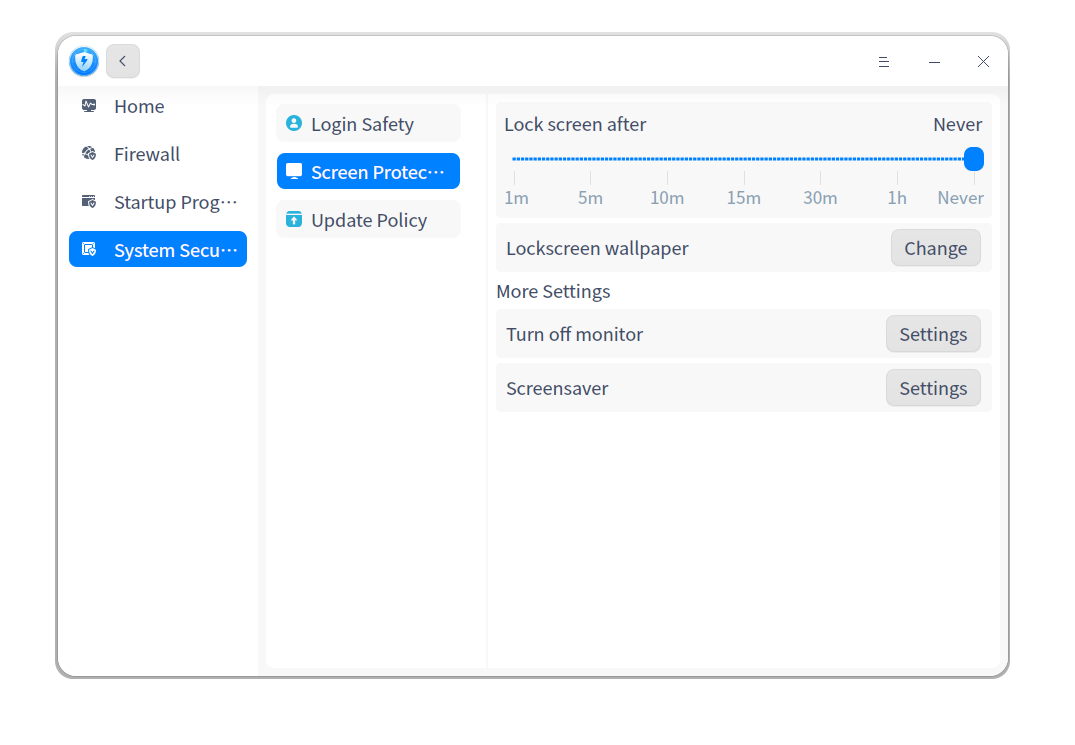 Home
Firewall
Startup Prog···
System Secu···
Login Safety
Screen Protec···
Update Policy
Lock screen after Never
1m 5m 10m 15m 30m 1h Never
Lockscreen wallpaper Change
More Settings
Turn off monitor Settings
Screensaver Settings